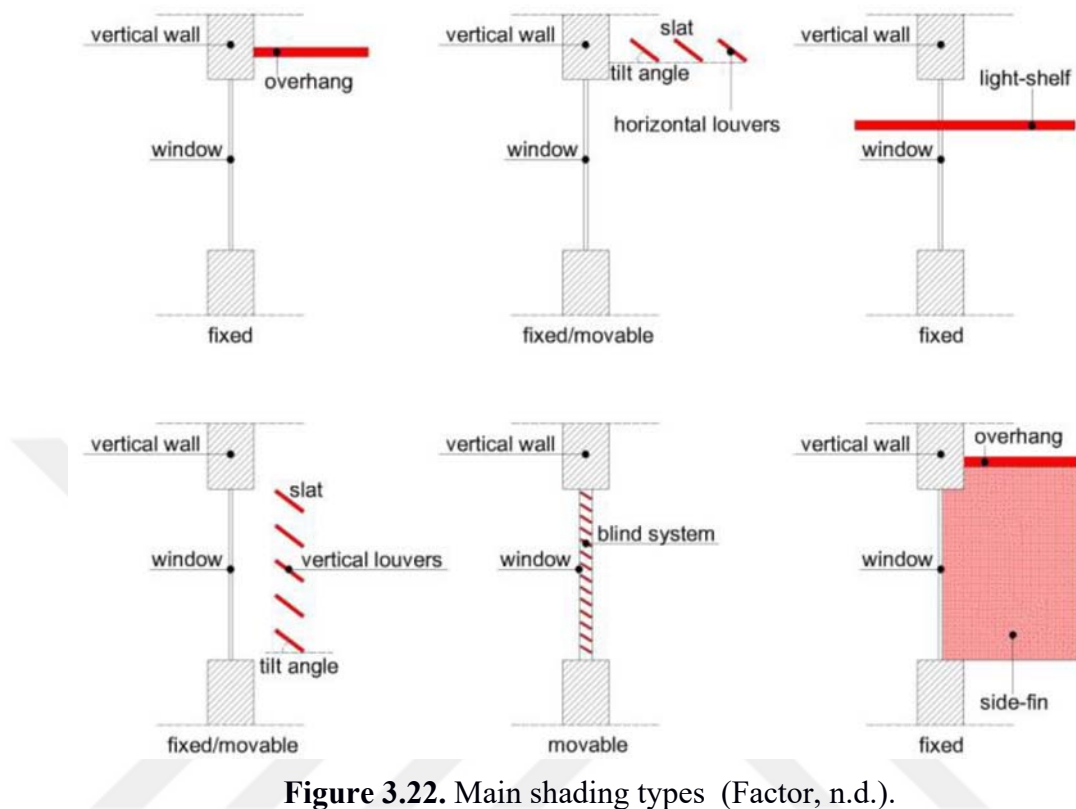 vertical wall
overhang
window
fixed
vertical wall
slat
tilt angle
horizontal louvers
window
fixed/movable
vertical wall
light-shelf
window
fixed
vertical wall
slat
window
vertical louvers
tilt angle
fixed/movable
vertical wall
blind system
window
movable
overhang
vertical wall
window
side-fin
fixed
Figure 3.22. Main shading types (Factor, n.d.).